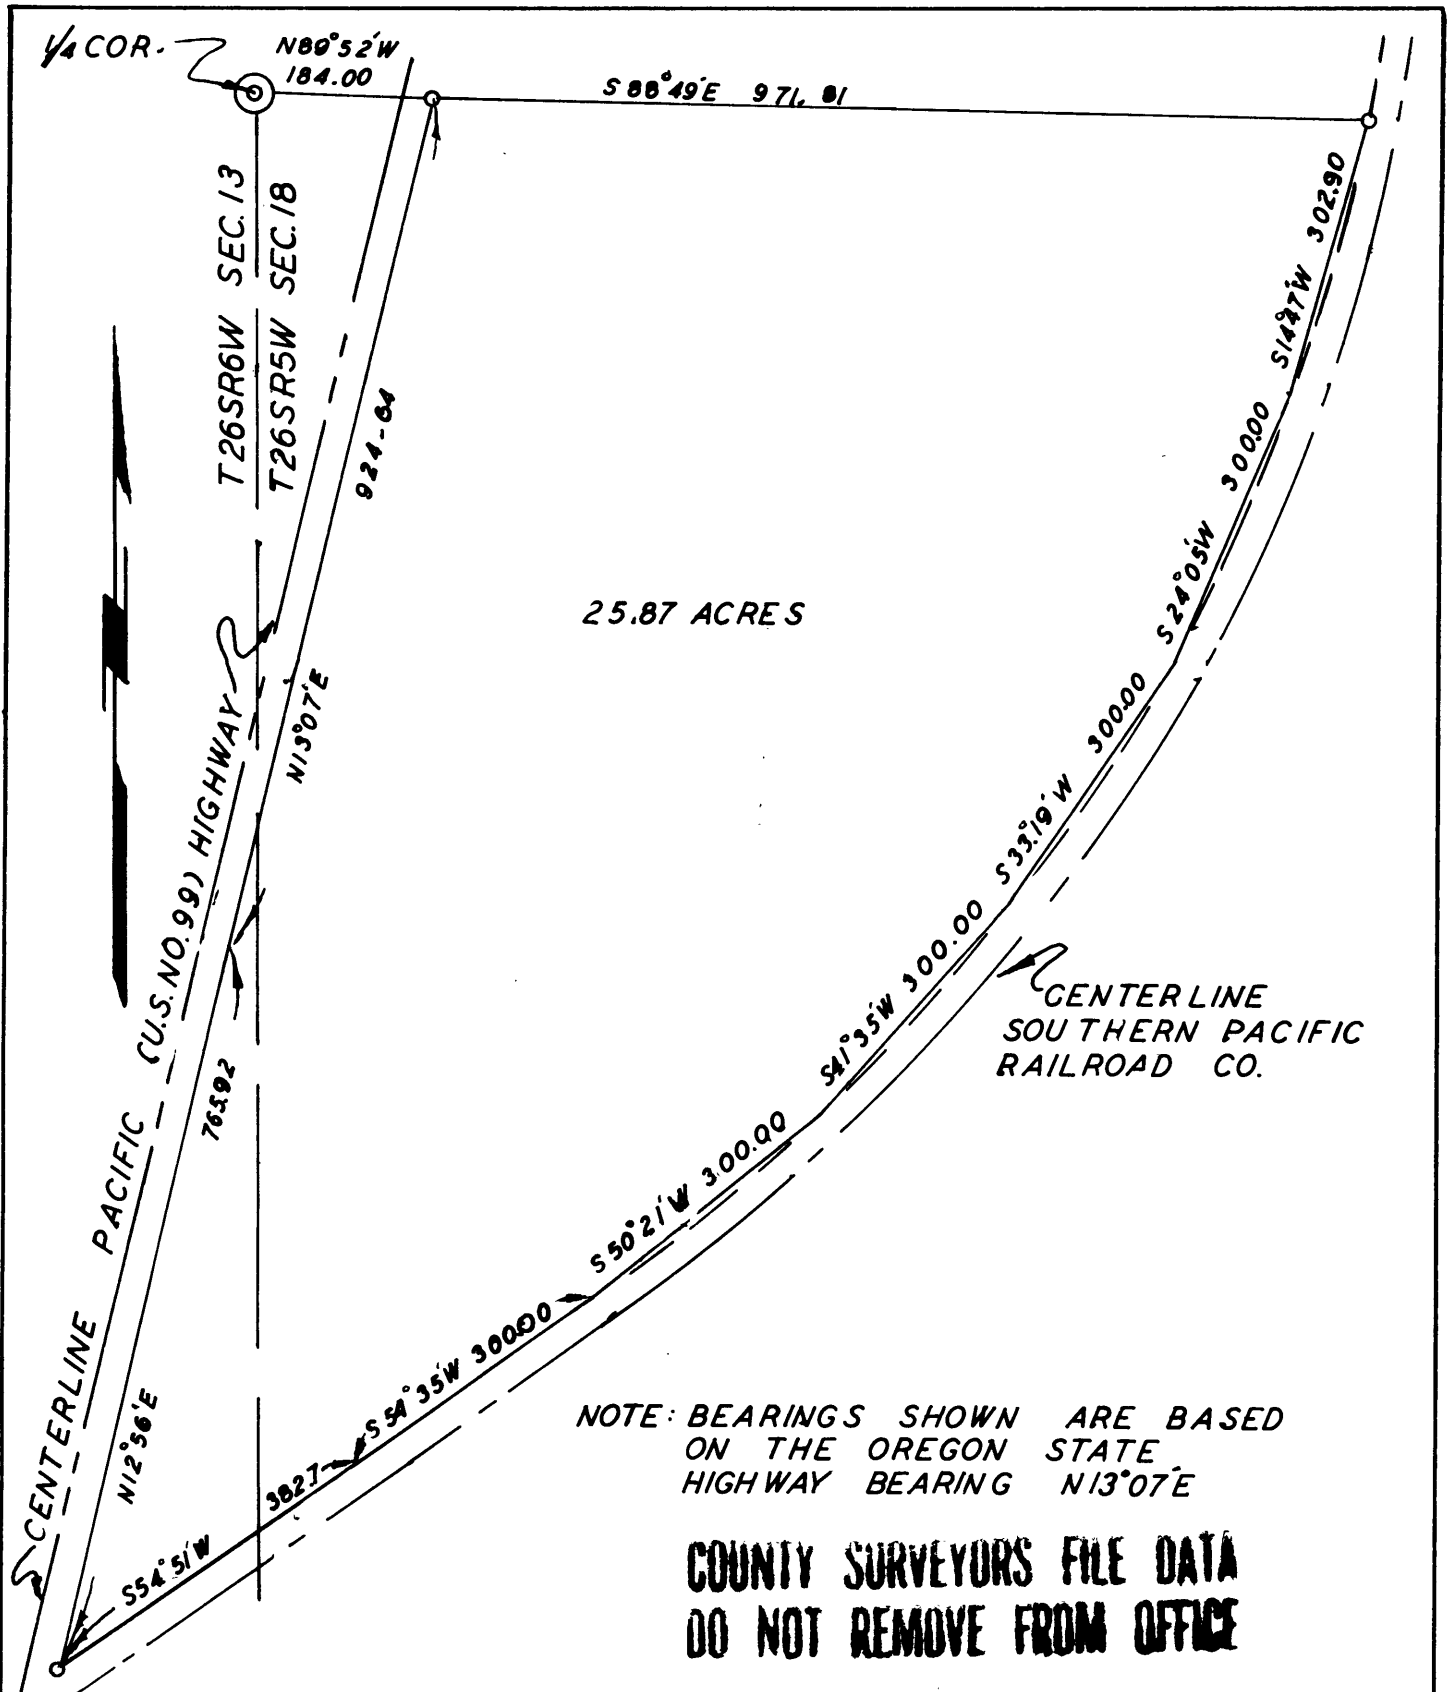 1/4 COR.
N89°52'W
184.00
S88°49'E 971.81
T26SR6W SEC.13
T26SR5W SEC.18
924.64
N13°07'E
765.92
N12°56'E
CENTERLINE PACIFIC (U.S.NO.99) HIGHWAY
25.87 ACRES
S14°47'W 302.90
S24°05'W 300.00
S33°19'W 300.00
S41°35'W 300.00
S50°21'W 300.00
S54°35'W 300.00
S54°51'W 382.7
CENTERLINE
SOUTHERN PACIFIC
RAILROAD CO.
NOTE: BEARINGS SHOWN ARE BASED
ON THE OREGON STATE
HIGHWAY BEARING N13°07'E
COUNTY SURVEYORS FILE DATA
DO NOT REMOVE FROM OFFICE